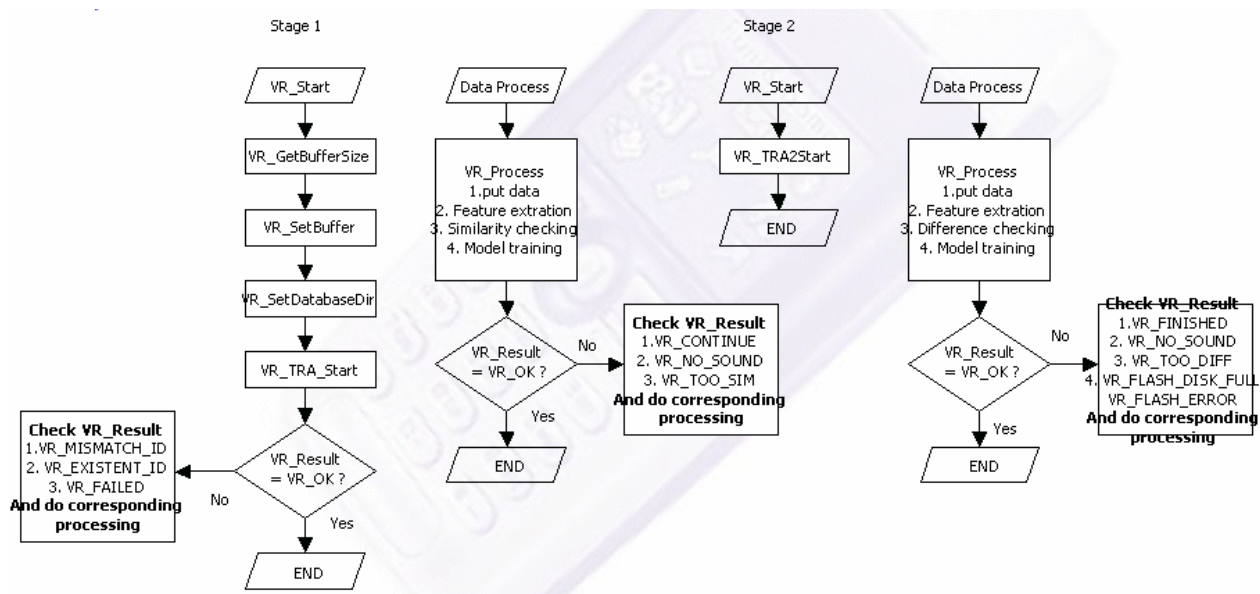 Stage 1
VR_Start
VR_GetBufferSize
VR_SetBuffer
VR_SetDatabaseDir
VR_TRA_Start
VR_Result
= VR_OK ?
No
Check VR_Result
1.VR_MISMATCH_ID
2. VR_EXISTENT_ID
3. VR_FAILED
And do corresponding
processing
Yes
END
Data Process
VR_Process
1.put data
2. Feature extration
3. Similarity checking
4. Model training
VR_Result
= VR_OK ?
No
Check VR_Result
1.VR_CONTINUE
2. VR_NO_SOUND
3. VR_TOO_SIM
And do corresponding
processing
Yes
END
Stage 2
VR_Start
VR_TRA2Start
END
Data Process
VR_Process
1.put data
2. Feature extration
3. Difference checking
4. Model training
VR_Result
= VR_OK ?
No
Check VR_Result
1.VR_FINISHED
2. VR_NO_SOUND
3. VR_TOO_DIFF
4. VR_FLASH_DISK_FULL
VR_FLASH_ERROR
And do corresponding
processing
Yes
END